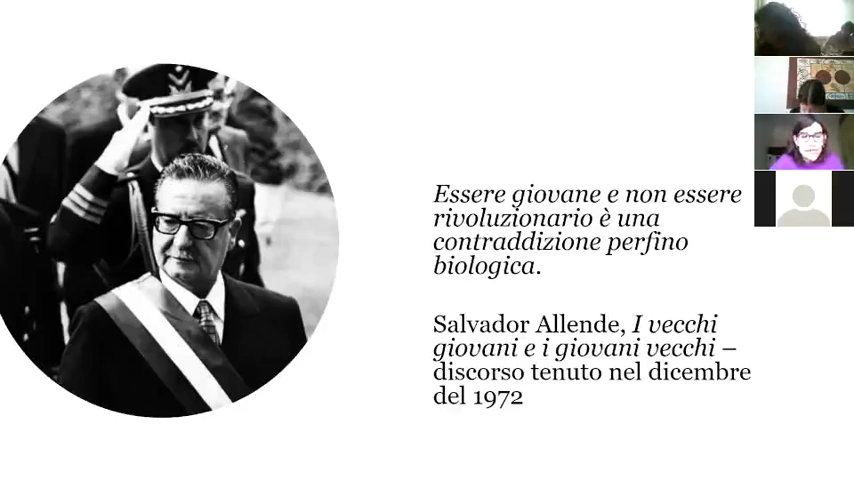 Essere giovane e non essere
rivoluzionario è una
contraddizione perfino
biologica.
Salvador Allende, I vecchi
giovani e i giovani vecchi –
discorso tenuto nel dicembre
del 1972